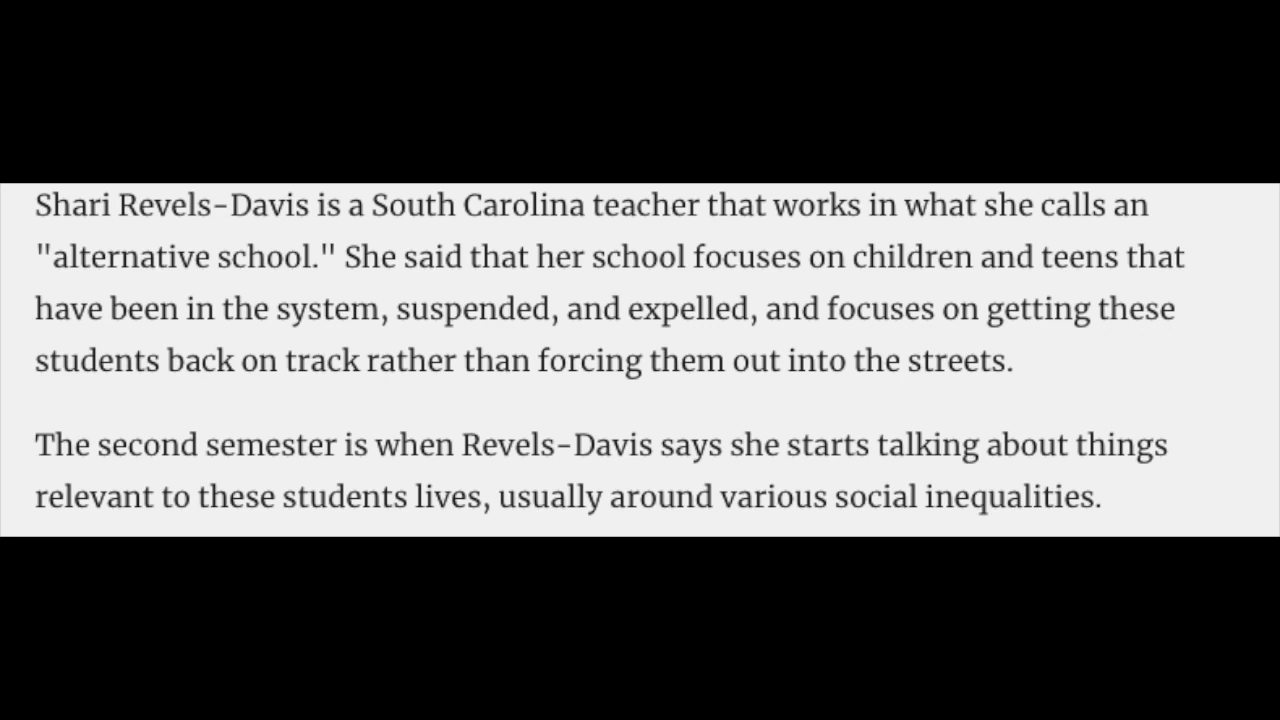 Shari Revels-Davis is a South Carolina teacher that works in what she calls an
"alternative school." She said that her school focuses on children and teens that
have been in the system, suspended, and expelled, and focuses on getting these
students back on track rather than forcing them out into the streets.
The second semester is when Revels-Davis says she starts talking about things
relevant to these students lives, usually around various social inequalities.